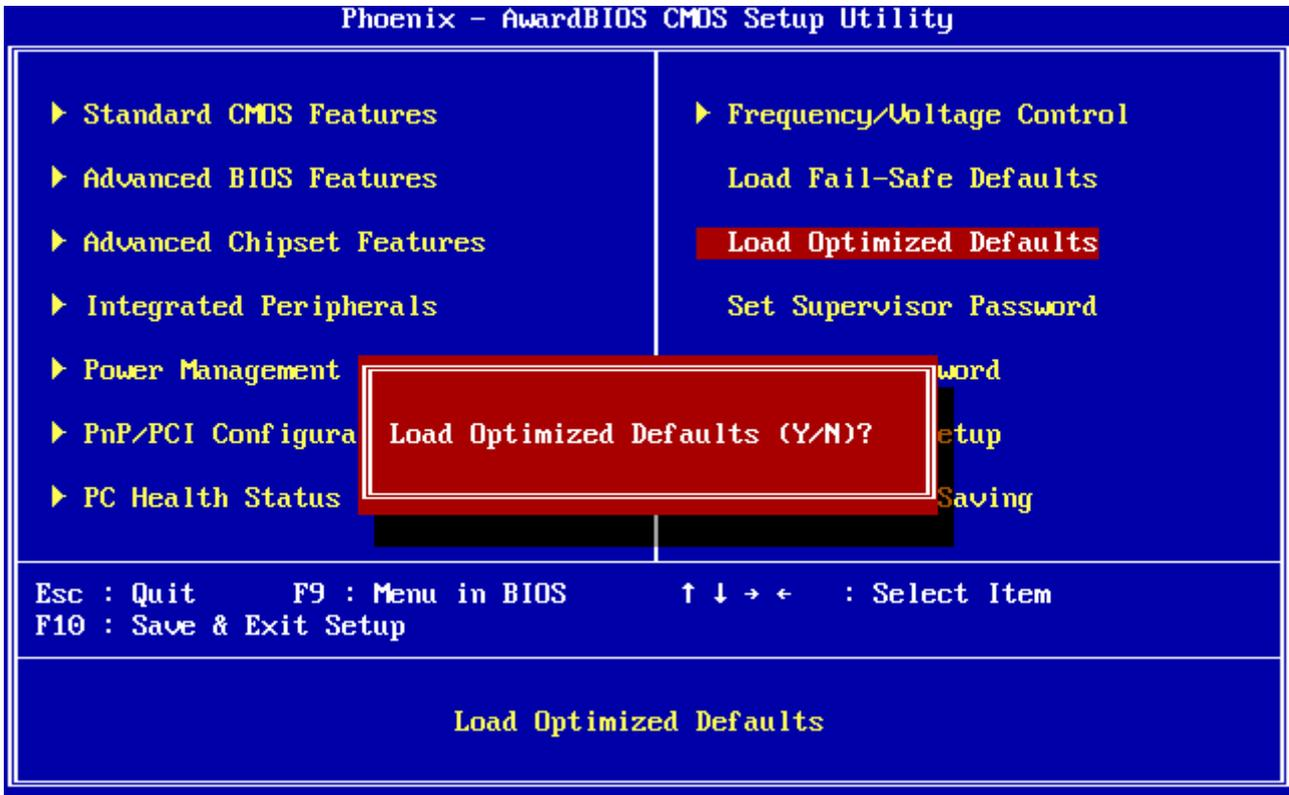 Phoenix - AwardBIOS CMOS Setup Utility
Standard CMOS Features
Advanced BIOS Features
Advanced Chipset Features
Integrated Peripherals
Power Management
PnP/PCI Configura
PC Health Status
Frequency/Voltage Control
Load Fail-Safe Defaults
Load Optimized Defaults
Set Supervisor Password
word
etup
Saving
Load Optimized Defaults (Y/N)?
Esc : Quit F9 : Menu in BIOS ↑ ↓ → ← : Select Item
F10 : Save & Exit Setup
Load Optimized Defaults